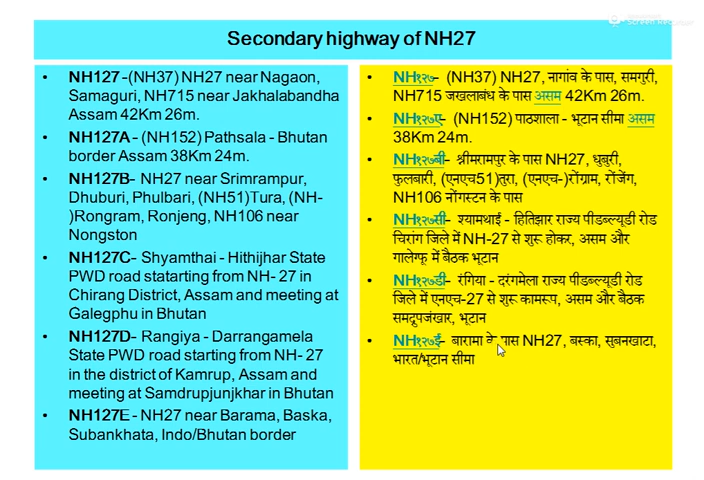 Secondary highway of NH27
• NH127 -(NH37) NH27 near Nagaon,
Samaguri, NH715 near Jakhalabandha
Assam 42Km 26m.
• NH127A - (NH152) Pathsala - Bhutan
border Assam 38Km 24m.
• NH127B- NH27 near Srimrampur,
Dhuburi, Phulbari, (NH51)Tura, (NH-
)Rongram, Ronjeng, NH106 near
Nongston
• NH127C- Shyamthai - Hithijhar State
PWD road statarting from NH- 27 in
Chirang District, Assam and meeting at
Galegphu in Bhutan
• NH127D- Rangiya - Darrangamela
State PWD road starting from NH- 27
in the district of Kamrup, Assam and
meeting at Samdrupjunjkhar in Bhutan
• NH127E - NH27 near Barama, Baska,
Subankhata, Indo/Bhutan border
• NH१२७- (NH37) NH27, नागांव के पास, समगुरी,
NH715 जखलाबंध के पास असम 42Km 26m.
• NH१२७ए- (NH152) पाठशाला - भूटान सीमा असम
38Km 24m.
• NH१२७बी- श्रीमरामपुर के पास NH27, धुबुरी,
फुलबारी, (एनएच51)तुरा, (एनएच-)रोंग्राम, रोंजेंग,
NH106 नोंगस्टन के पास
• NH१२७सी- श्यामथाई - हितिझार राज्य पीडब्ल्यूडी रोड
चिरांग जिले में NH-27 से शुरू होकर, असम और
गालेग्फू में बैठक भूटान
• NH१२७डी- रंगिया - दरंगमेला राज्य पीडब्ल्यूडी रोड
जिले में एनएच-27 से शुरू कामरूप, असम और बैठक
समद्रुपजंखार, भूटान
• NH१२७ई- बारामा के पास NH27, बस्का, सुबनखाटा,
भारत/भूटान सीमा